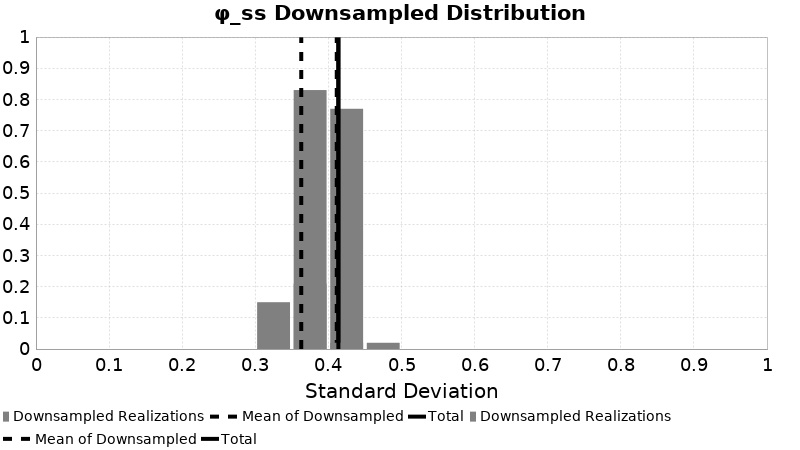 φ_ss Downsampled Distribution
1
0.9
0.8
0.7
0.6
0.5
0.4
0.3
0.2
0.1
0
0 0.1 0.2 0.3 0.4 0.5 0.6 0.7 0.8 0.9 1
Standard Deviation
Downsampled Realizations Mean of Downsampled Total Downsampled Realizations
Mean of Downsampled Total